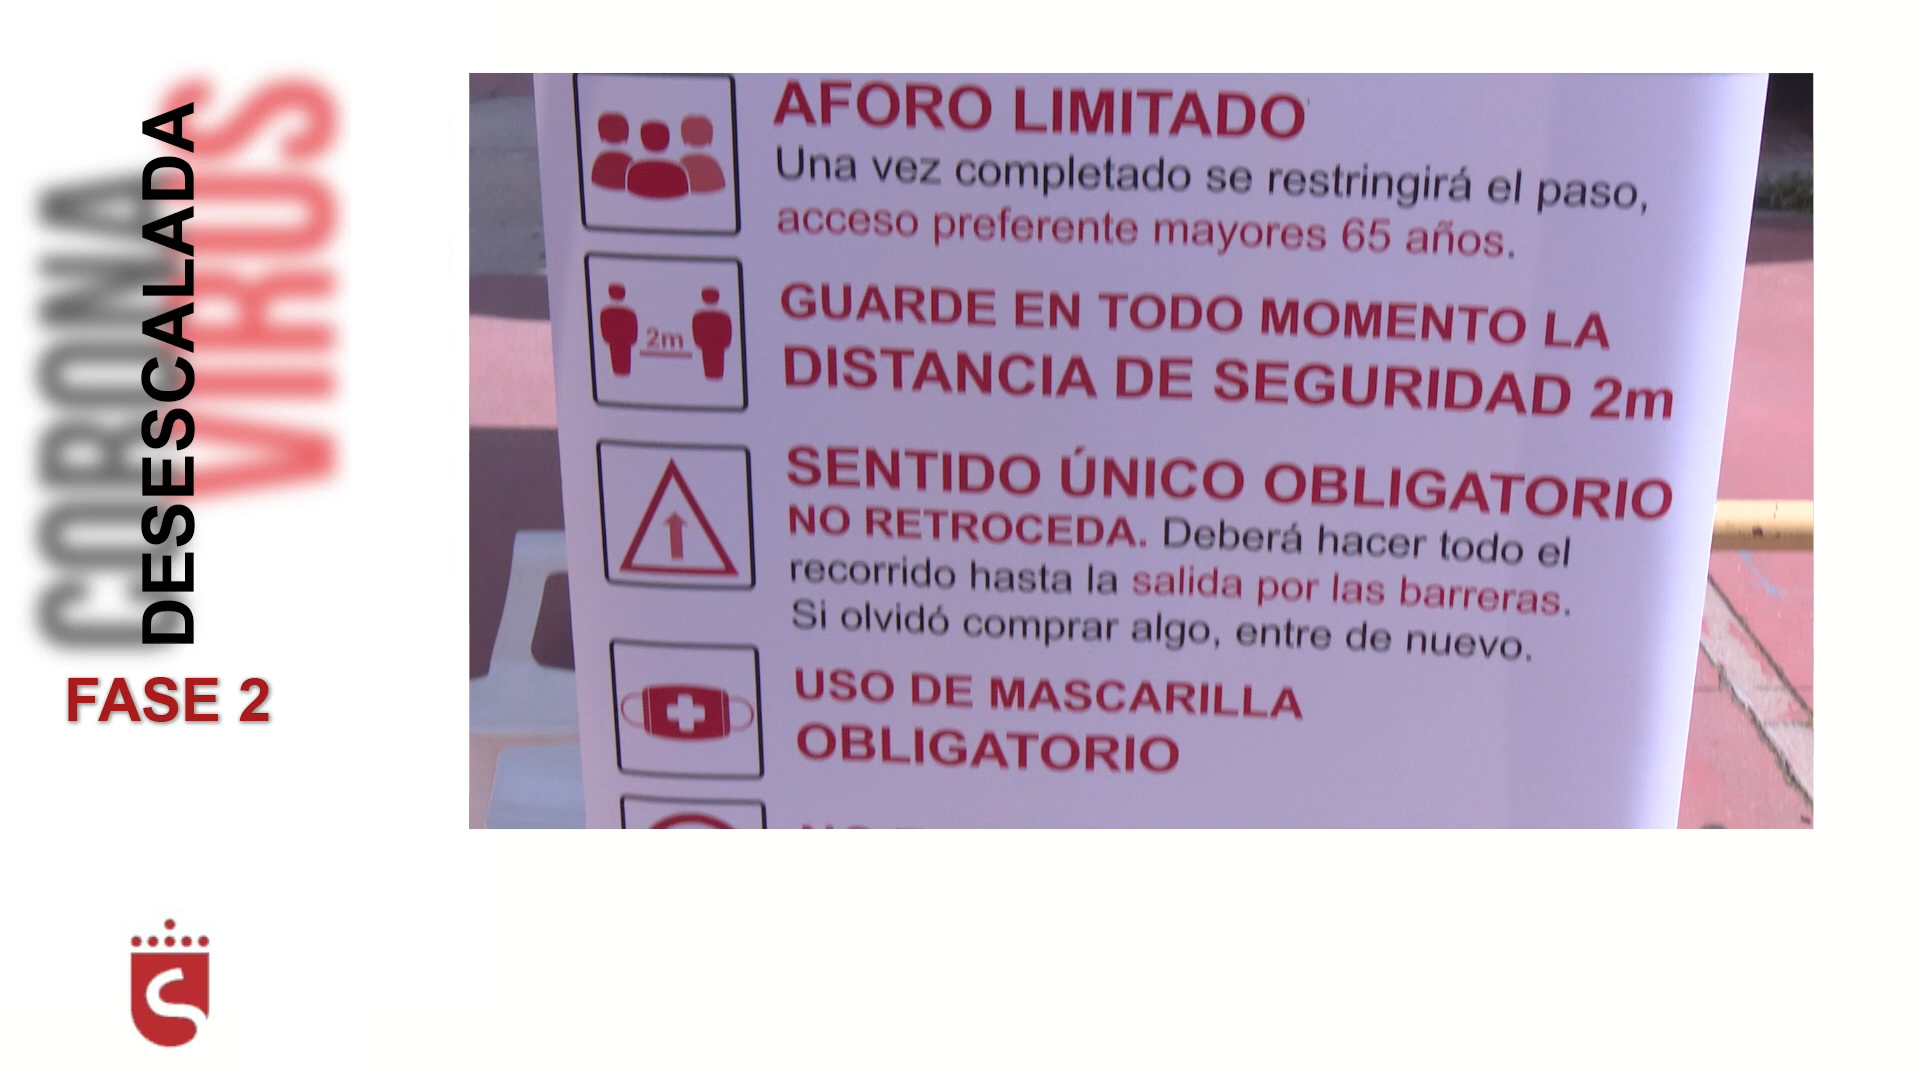 CORONA
VIRUS
DESESCALADA
FASE 2
AFORO LIMITADO
Una vez completado se restringirá el paso,
acceso preferente mayores 65 años.
2m
GUARDE EN TODO MOMENTO LA
DISTANCIA DE SEGURIDAD 2m
SENTIDO ÚNICO OBLIGATORIO
NO RETROCEDA. Deberá hacer todo el
recorrido hasta la salida por las barreras.
Si olvidó comprar algo, entre de nuevo.
USO DE MASCARILLA
OBLIGATORIO